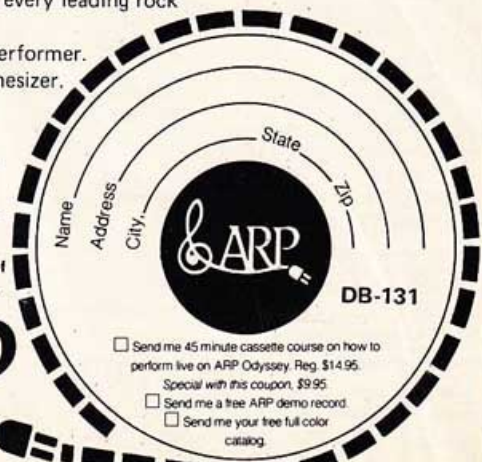 every leading rock
erformer.
hesizer.
Name
Address
City,
State
Zip
ARP
DB-131
Send me 45 minute cassette course on how to
perform live on ARP Odyssey. Reg. $14.95.
Special with this coupon, $9.95.
Send me a free ARP demo record.
Send me your free full color
catalog.